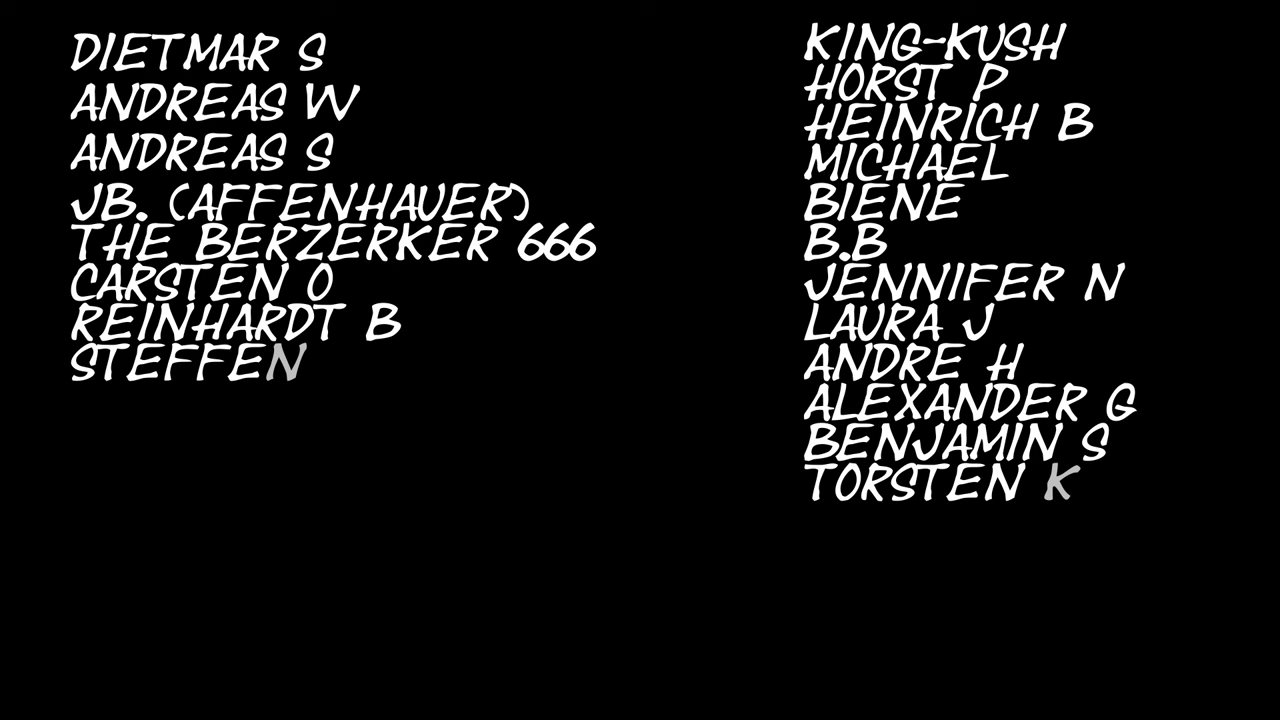 DIETMAR S
ANDREAS W
ANDREAS S
JB. (AFFENHAUER)
THE BERZERKER 666
CARSTEN O
REINHARDT B
STEFFEN
KING-KUSH
HORST P
HEINRICH B
MICHAEL
BIENE
B.B
JENNIFER N
LAURA J
ANDRE H
ALEXANDER G
BENJAMIN S
TORSTEN K